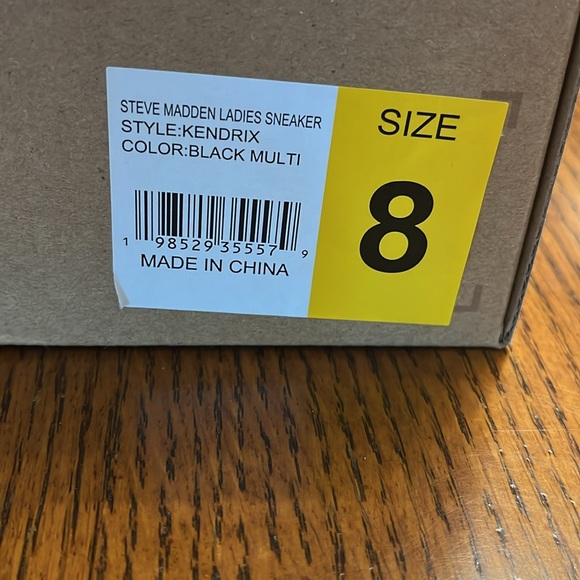 STEVE MADDEN LADIES SNEAKER
STYLE:KENDRIX
COLOR:BLACK MULTI
1 98529 35557 9
MADE IN CHINA
SIZE
8